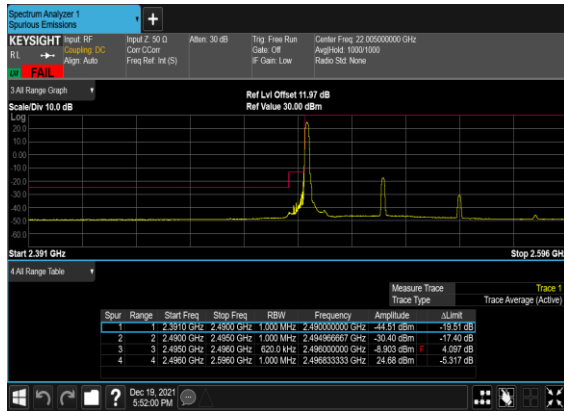 Spectrum Analyzer 1
Spurious Emissions
KEYSIGHT
Input: RF
Input Z: 50 Ω
Atten: 30 dB
Trig: Free Run
Center Freq: 22.005000000 GHz
RL
Coupling: DC
Corr CCorr
Gate: Off
Avg|Hold: 1000/1000
Align: Auto
Freq Ref: Int (S)
IF Gain: Low
Radio Std: None
FAIL
3 All Range Graph
Ref Lvl Offset 11.97 dB
Scale/Div 10.0 dB
Ref Value 30.00 dBm
Log
20.0
10.0
0.00
-10.0
-20.0
-30.0
-40.0
-50.0
-60.0
Start 2.391 GHz
Stop 2.596 GH
4 All Range Table
Measure Trace Trace 1
Trace Type Trace Average (Active)
Spur Range Start Freq Stop Freq RBW Frequency Amplitude ΔLimit
1 1 2.3910 GHz 2.4900 GHz 1.000 MHz 2.490000000 GHz -44.51 dBm -19.51 dB
2 2 2.4900 GHz 2.4950 GHz 1.000 MHz 2.494966667 GHz -30.40 dBm -17.40 dB
3 3 2.4950 GHz 2.4960 GHz 620.0 kHz 2.496000000 GHz -8.903 dBm F 4.097 dB
4 4 2.4960 GHz 2.5960 GHz 1.000 MHz 2.496833333 GHz 24.68 dBm -5.317 dB
Dec 19, 2021
5:52:00 PM